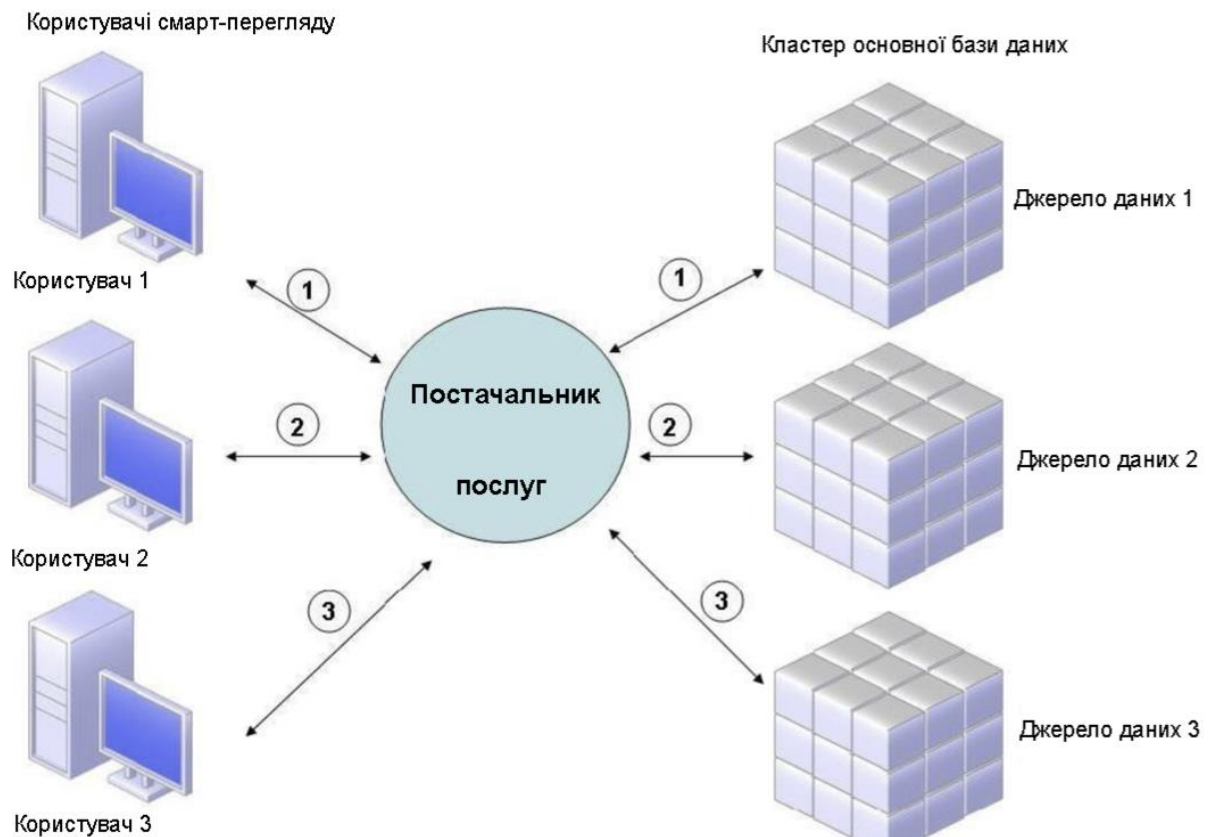 Користувачі смарт-перегляду
Кластер основної бази даних
Джерело даних 1
Користувач 1
1
1
Постачальник
послуг
2
2
Джерело даних 2
Користувач 2
3
3
Джерело даних 3
Користувач 3